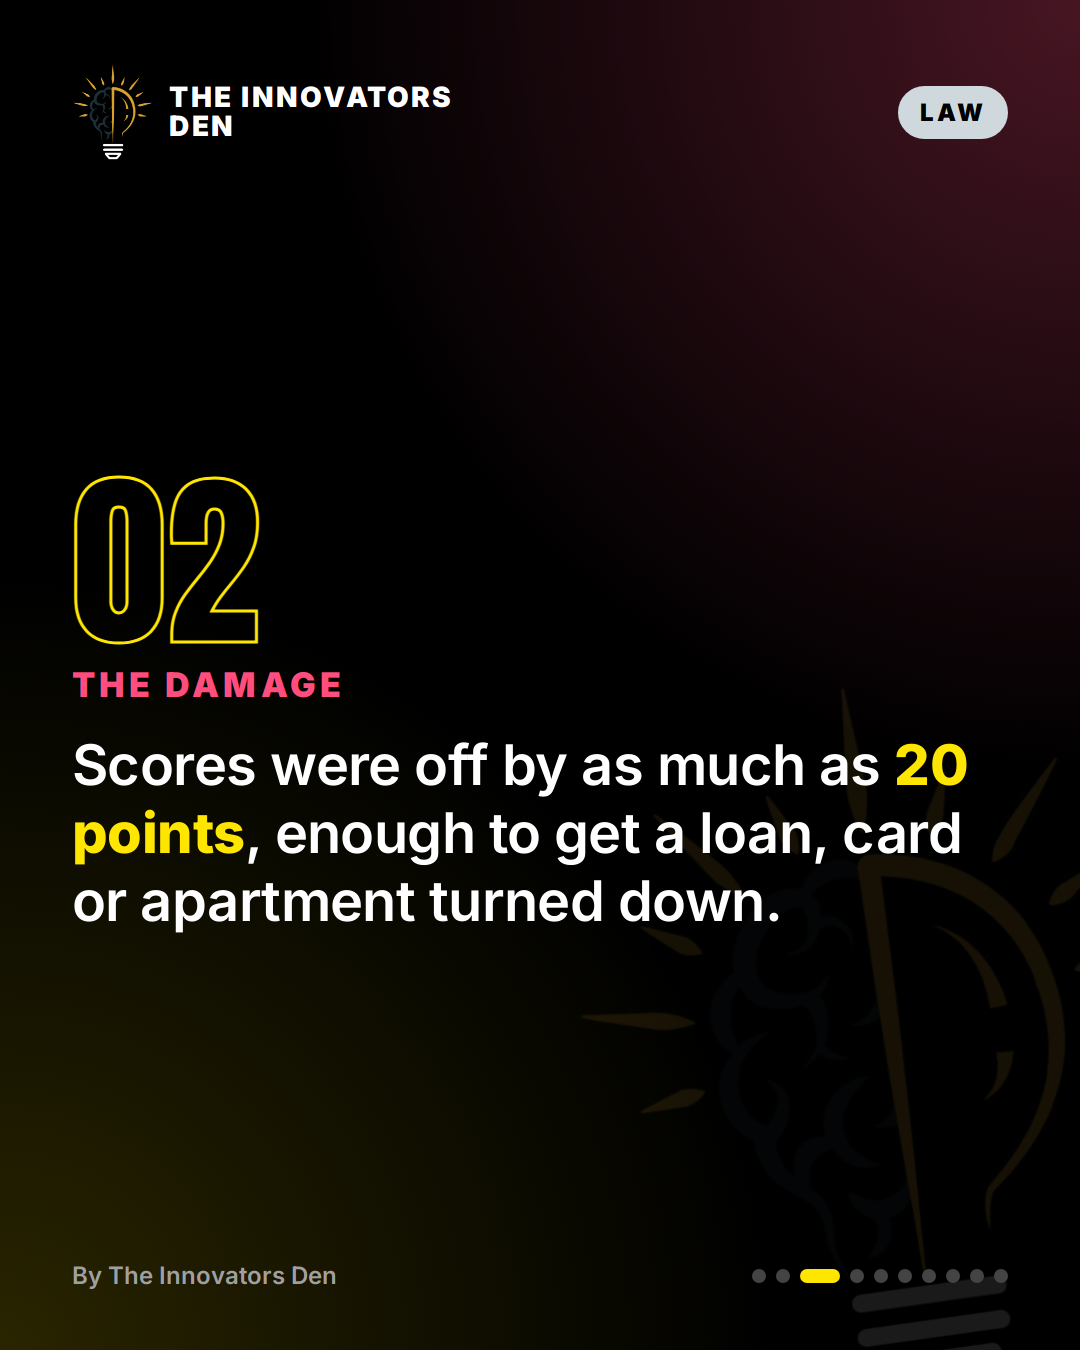 THE INNOVATORS
DEN
LAW
02
THE DAMAGE
Scores were off by as much as 20
points, enough to get a loan, card
or apartment turned down.
By The Innovators Den